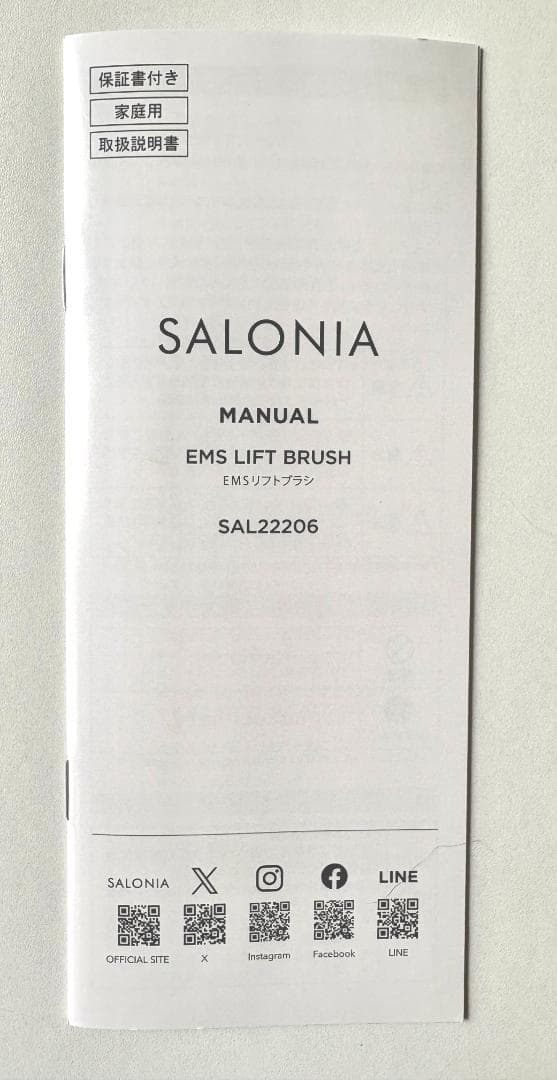 保証書付き
家庭用
取扱説明書
SALONIA
MANUAL
EMS LIFT BRUSH
EMSリフトブラシ
SAL22206
SALONIA
LINE
OFFICIAL SITE
X
Instagram
Facebook
LINE